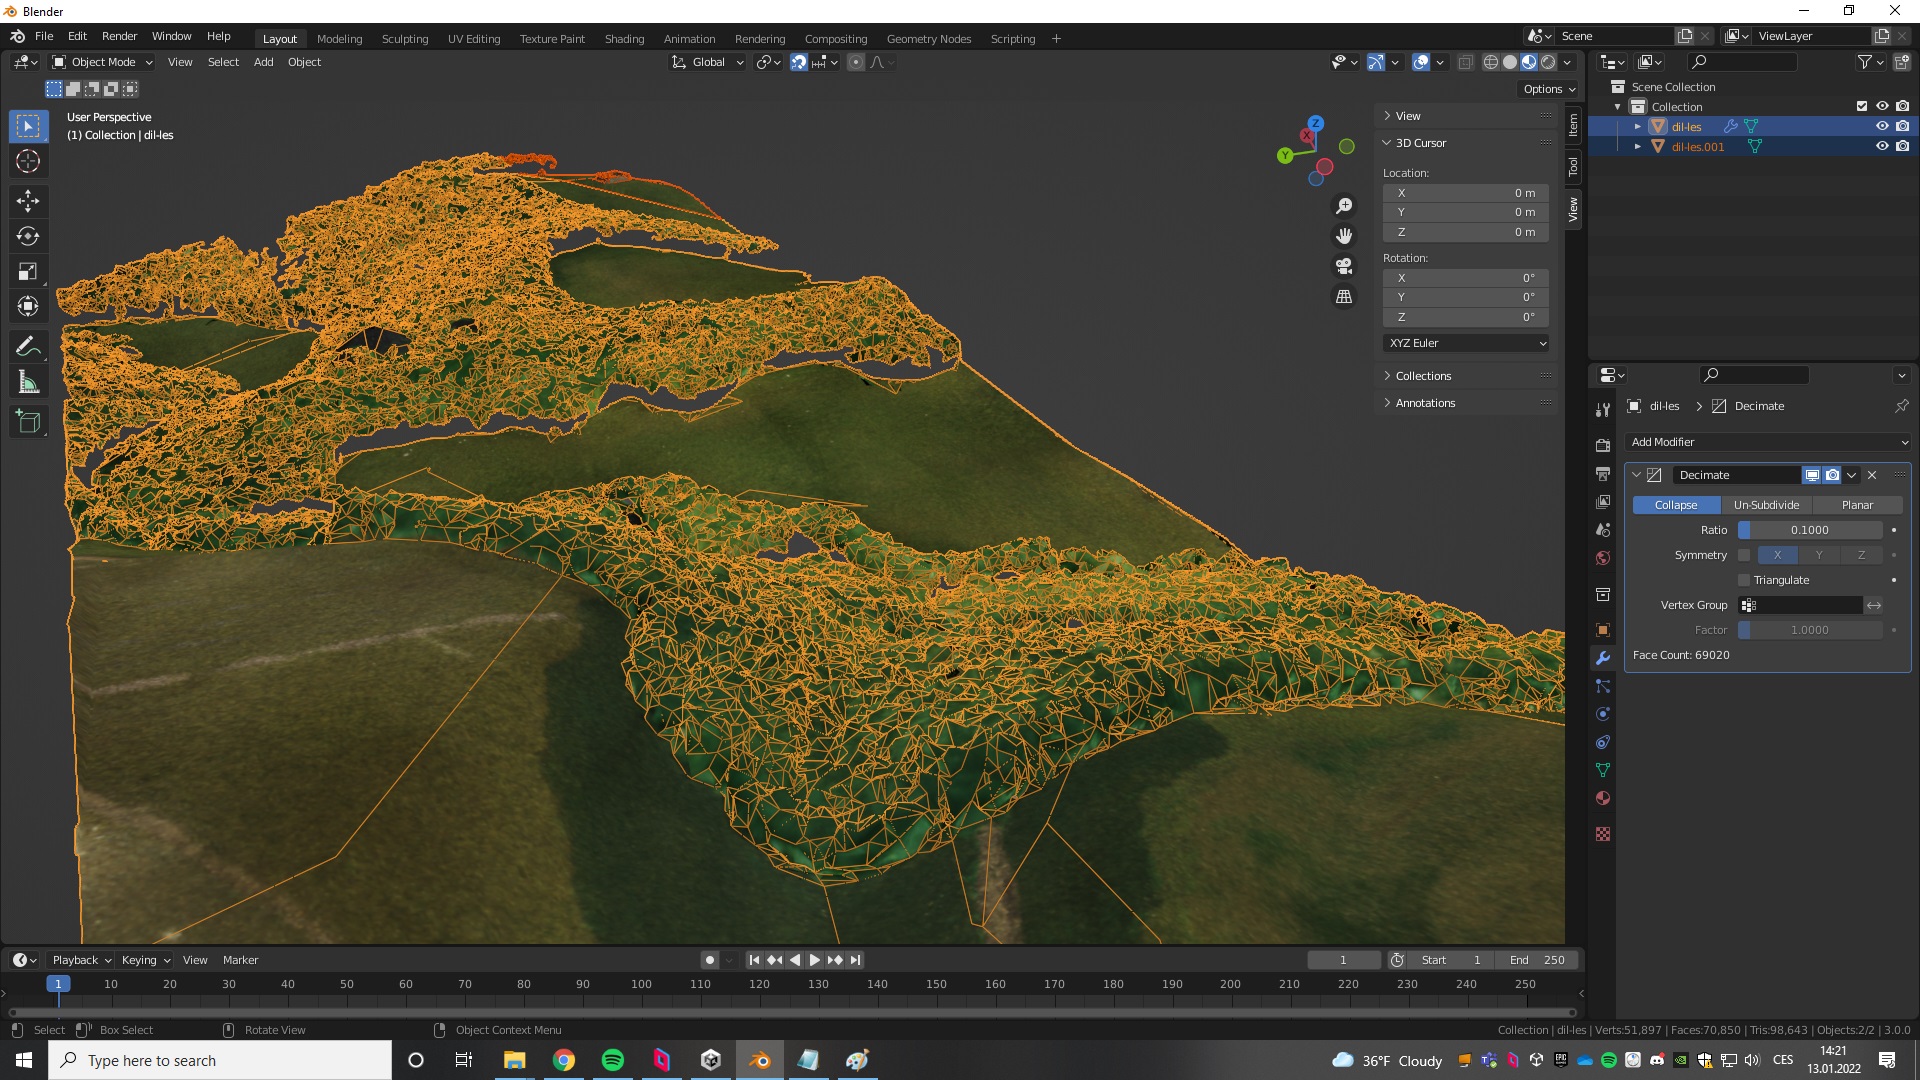 Blender
File Edit Render Window Help
Layout Modeling Sculpting UV Editing Texture Paint Shading Animation Rendering Compositing Geometry Nodes Scripting +
Scene
ViewLayer
Object Mode View Select Add Object
Global
Options
User Perspective
(1) Collection | dil-les
Z
X
Y
View
3D Cursor
Location:
X 0 m
Y 0 m
Z 0 m
Rotation:
X 0°
Y 0°
Z 0°
XYZ Euler
Collections
Annotations
Item
Tool
View
Scene Collection
Collection
dil-les
dil-les.001
dil-les > Decimate
Add Modifier
Decimate
Collapse Un-Subdivide Planar
Ratio 0.1000
Symmetry X Y Z
Triangulate
Vertex Group
Factor 1.0000
Face Count: 69020
Playback Keying View Marker
1 Start 1 End 250
1 10 20 30 40 50 60 70 80 90 100 110 120 130 140 150 160 170 180 190 200 210 220 230 240 250
Select Box Select Rotate View Object Context Menu
Collection | dil-les | Verts:51,897 | Faces:70,850 | Tris:98,643 | Objects:2/2 | 3.0.0
Type here to search
36°F Cloudy
CES
14:21
13.01.2022